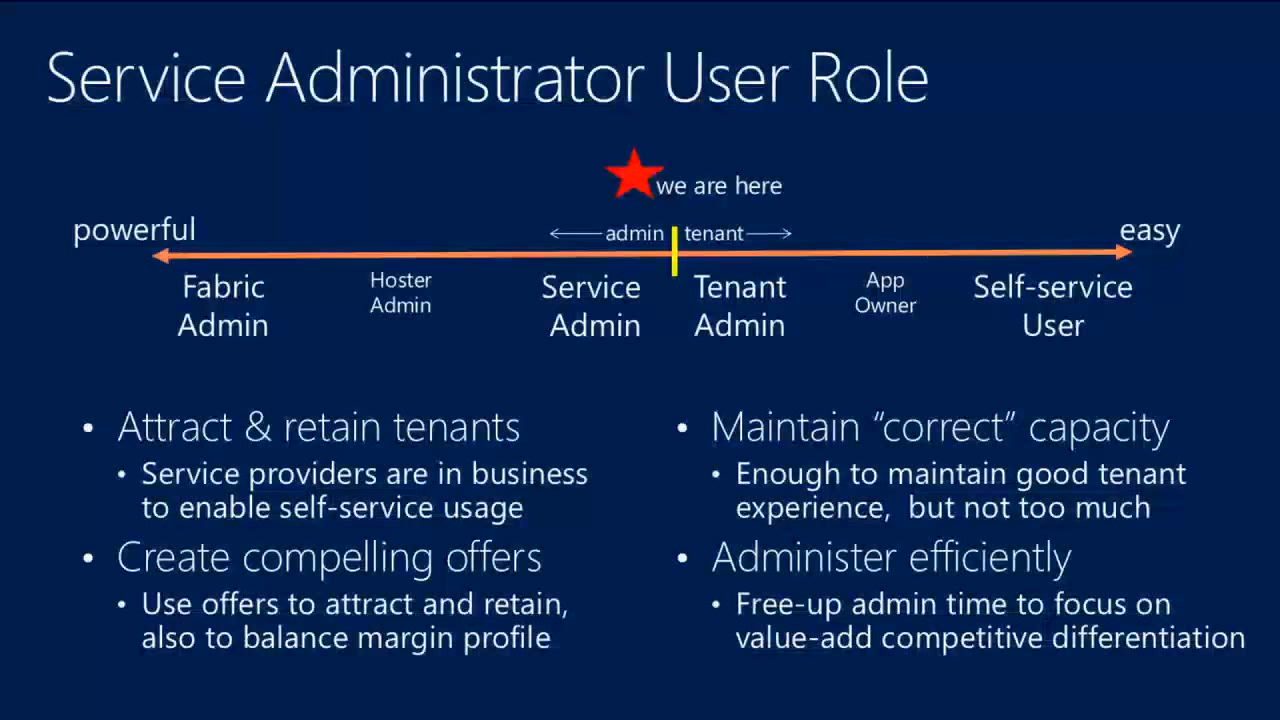 Service Administrator User Role
we are here
powerful
admin
tenant
easy
Fabric
Admin
Hoster
Admin
Service
Admin
Tenant
Admin
App
Owner
Self-service
User
• Attract & retain tenants
• Service providers are in business
to enable self-service usage
• Create compelling offers
• Use offers to attract and retain,
also to balance margin profile
• Maintain “correct” capacity
• Enough to maintain good tenant
experience, but not too much
• Administer efficiently
• Free-up admin time to focus on
value-add competitive differentiation